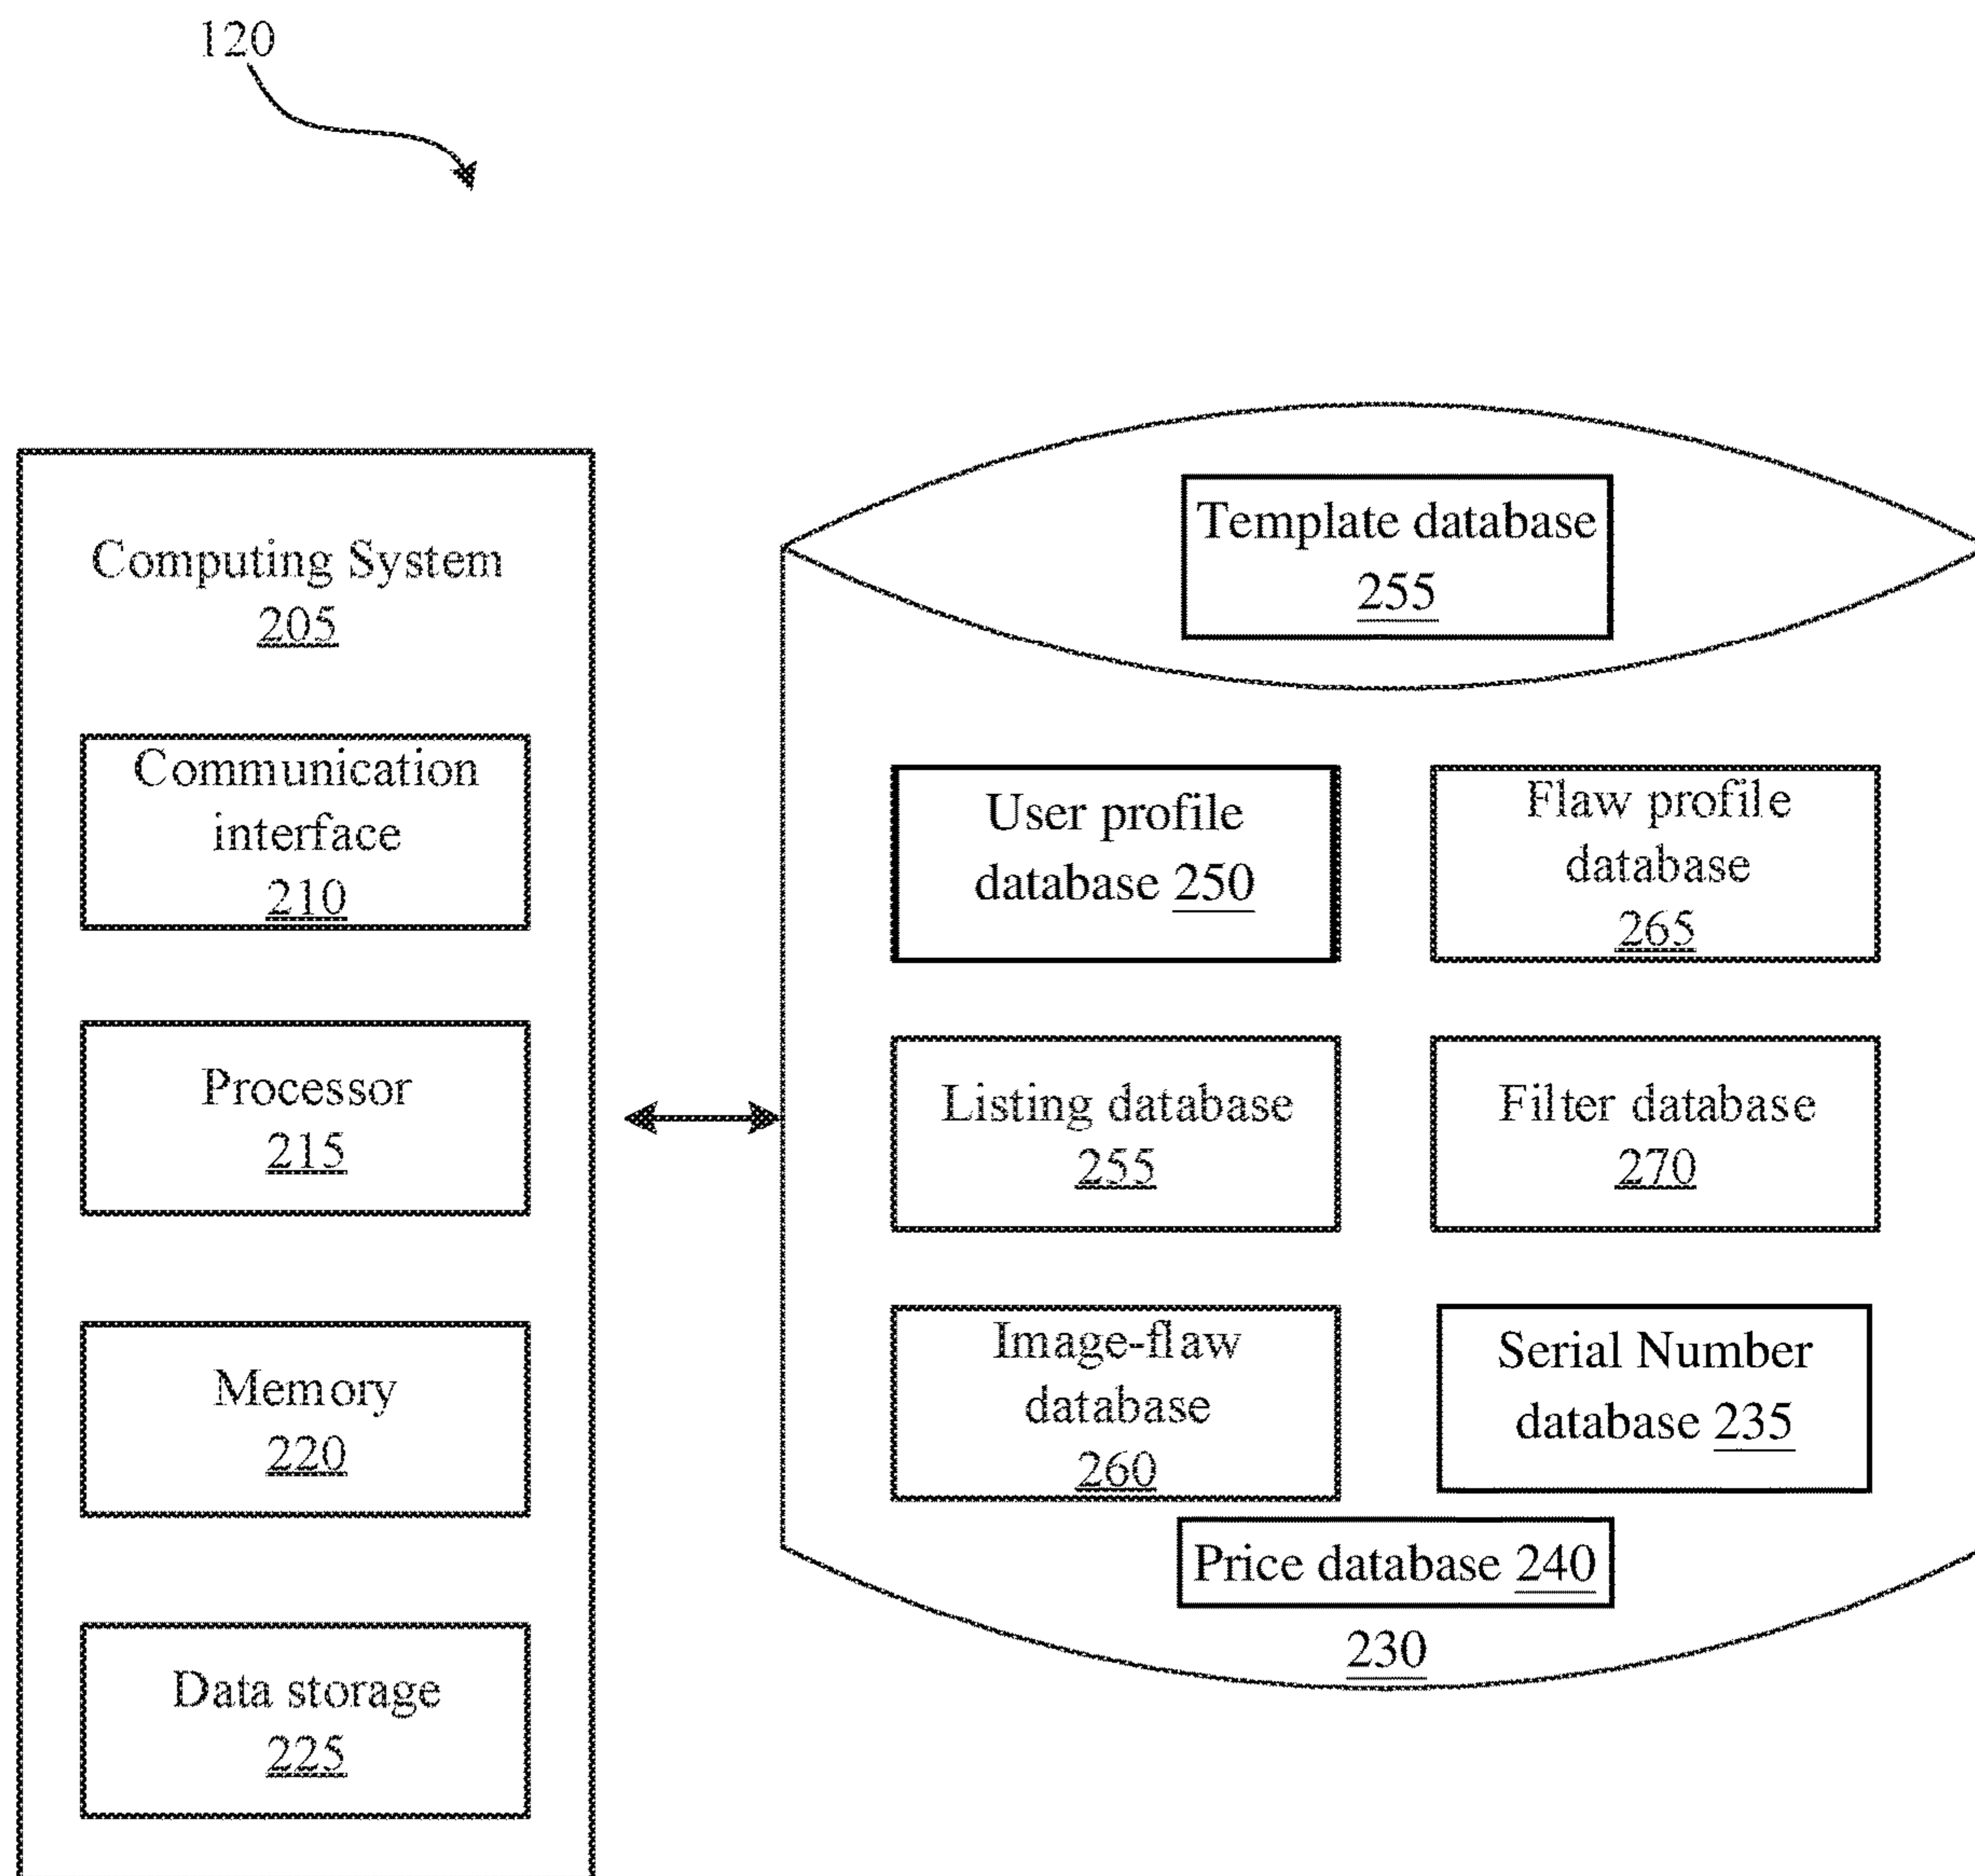 120
Computing System
205
Communication
interface
210
Processor
215
Memory
220
Data storage
225
Template database
255
User profile
database 250
Flaw profile
database
265
Listing database
255
Filter database
270
Image-flaw
database
260
Serial Number
database 235
Price database 240
230